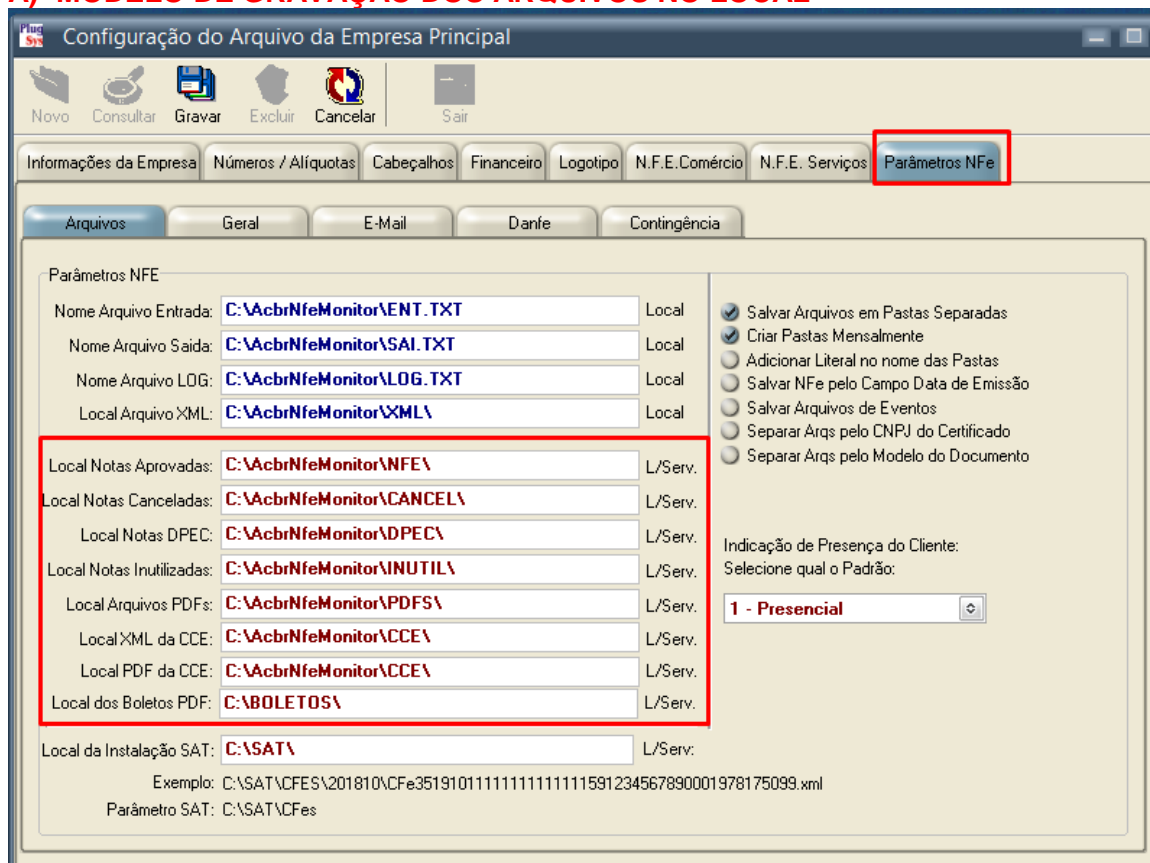 A) MODELO DE GRAVAÇÃO DOS ARQUIVOS NO LOCAL
Plug Sys Configuração do Arquivo da Empresa Principal
Novo Consultar Gravar Excluir Cancelar Sair
Informações da Empresa Números / Alíquotas Cabeçalhos Financeiro Logotipo N.F.E.Comércio N.F.E. Serviços Parâmetros NFe
Arquivos Geral E-Mail Danfe Contingência
Parâmetros NFE
Nome Arquivo Entrada: C:\AcbrNfeMonitor\ENT.TXT Local
Nome Arquivo Saida: C:\AcbrNfeMonitor\SAI.TXT Local
Nome Arquivo LOG: C:\AcbrNfeMonitor\LOG.TXT Local
Local Arquivo XML: C:\AcbrNfeMonitor\XML\ Local
Local Notas Aprovadas: C:\AcbrNfeMonitor\NFE\ L/Serv.
Local Notas Canceladas: C:\AcbrNfeMonitor\CANCEL\ L/Serv.
Local Notas DPEC: C:\AcbrNfeMonitor\DPEC\ L/Serv.
Local Notas Inutilizadas: C:\AcbrNfeMonitor\INUTIL\ L/Serv.
Local Arquivos PDFs: C:\AcbrNfeMonitor\PDFS\ L/Serv.
Local XML da CCE: C:\AcbrNfeMonitor\CCE\ L/Serv.
Local PDF da CCE: C:\AcbrNfeMonitor\CCE\ L/Serv.
Local dos Boletos PDF: C:\BOLETOS\ L/Serv.
Salvar Arquivos em Pastas Separadas
Criar Pastas Mensalmente
Adicionar Literal no nome das Pastas
Salvar NFe pelo Campo Data de Emissão
Salvar Arquivos de Eventos
Separar Arqs pelo CNPJ do Certificado
Separar Arqs pelo Modelo do Documento
Indicação de Presença do Cliente:
Selecione qual o Padrão:
1 - Presencial
Local da Instalação SAT: C:\SAT\ L/Serv:
Exemplo: C:\SAT\CFES\201810\CFe35191011111111111111591234567890001978175099.xml
Parâmetro SAT: C:\SAT\CFes